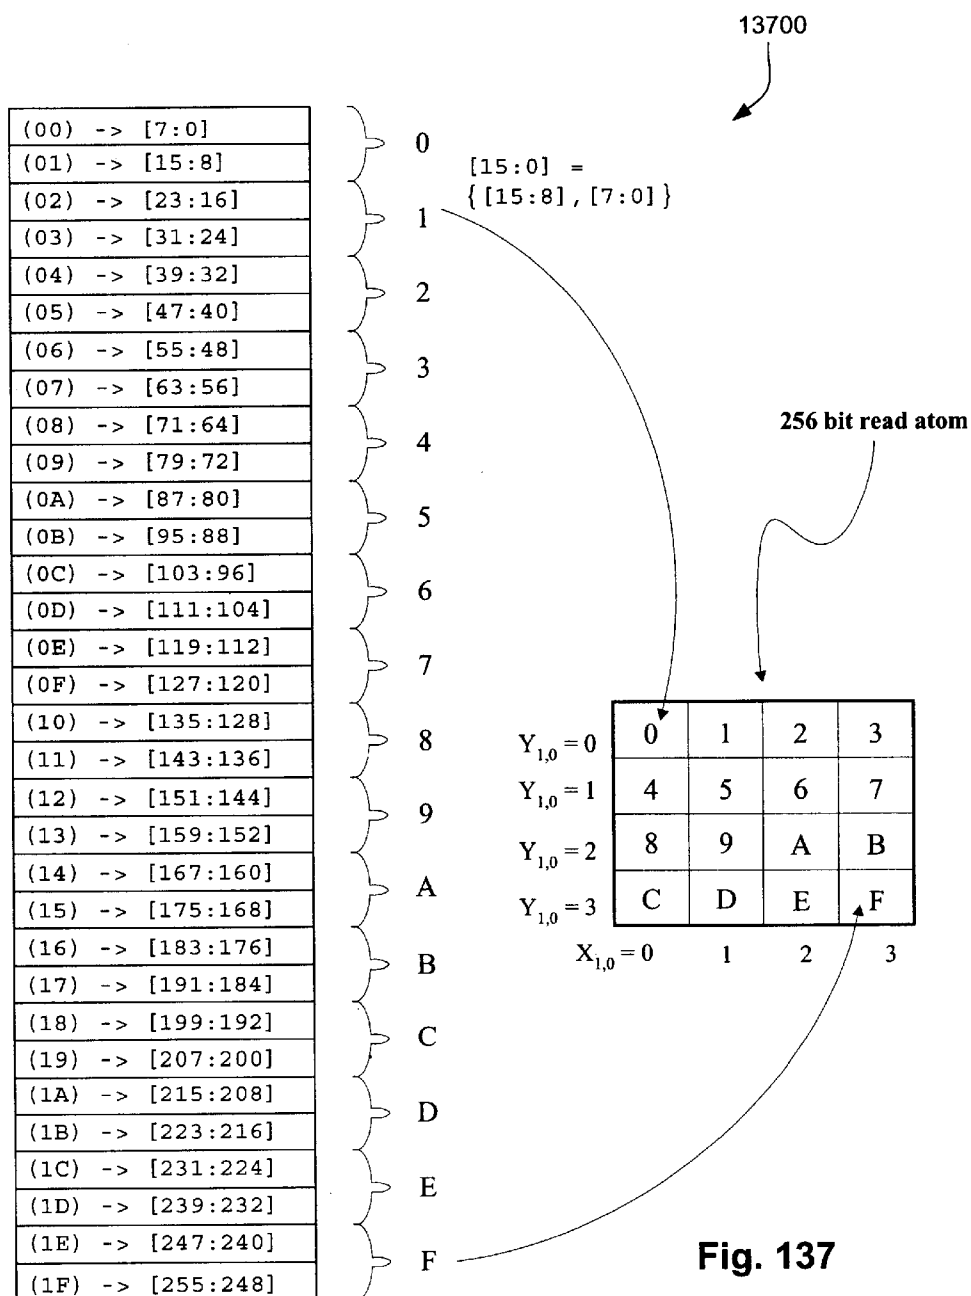 13700
(00) -> [7:0]
(01) -> [15:8]
(02) -> [23:16]
(03) -> [31:24]
(04) -> [39:32]
(05) -> [47:40]
(06) -> [55:48]
(07) -> [63:56]
(08) -> [71:64]
(09) -> [79:72]
(0A) -> [87:80]
(0B) -> [95:88]
(0C) -> [103:96]
(0D) -> [111:104]
(0E) -> [119:112]
(0F) -> [127:120]
(10) -> [135:128]
(11) -> [143:136]
(12) -> [151:144]
(13) -> [159:152]
(14) -> [167:160]
(15) -> [175:168]
(16) -> [183:176]
(17) -> [191:184]
(18) -> [199:192]
(19) -> [207:200]
(1A) -> [215:208]
(1B) -> [223:216]
(1C) -> [231:224]
(1D) -> [239:232]
(1E) -> [247:240]
(1F) -> [255:248]
0
1
2
3
4
5
6
7
8
9
A
B
C
D
E
F
[15:0] =
{[15:8],[7:0]}
256 bit read atom
Y1,0 = 0 0 1 2 3
Y1,0 = 1 4 5 6 7
Y1,0 = 2 8 9 A B
Y1,0 = 3 C D E F
X1,0 = 0 1 2 3
Fig. 137